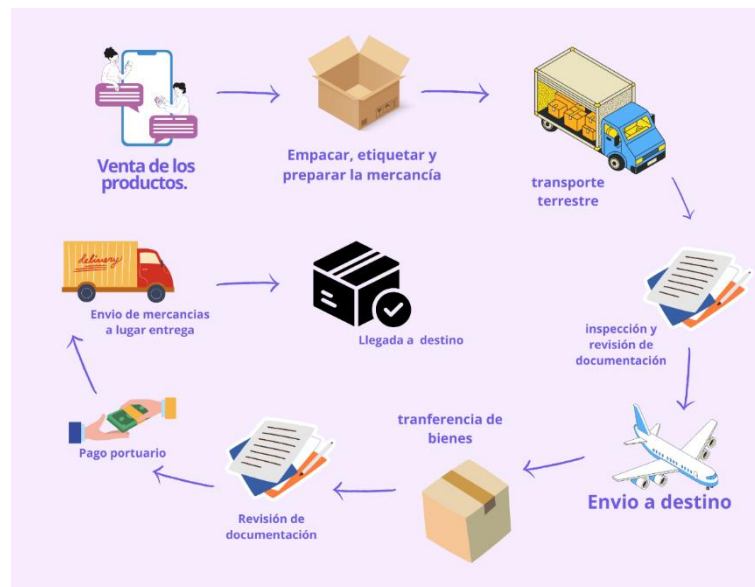 Venta de los
productos.
Empacar, etiquetar y
preparar la mercancía
transporte
terrestre
inspección y
revisión de
documentación
Envio a destino
tranferencia de
bienes
Revisión de
documentación
Pago portuario
delivery
Envio de mercancias
a lugar entrega
Llegada a destino